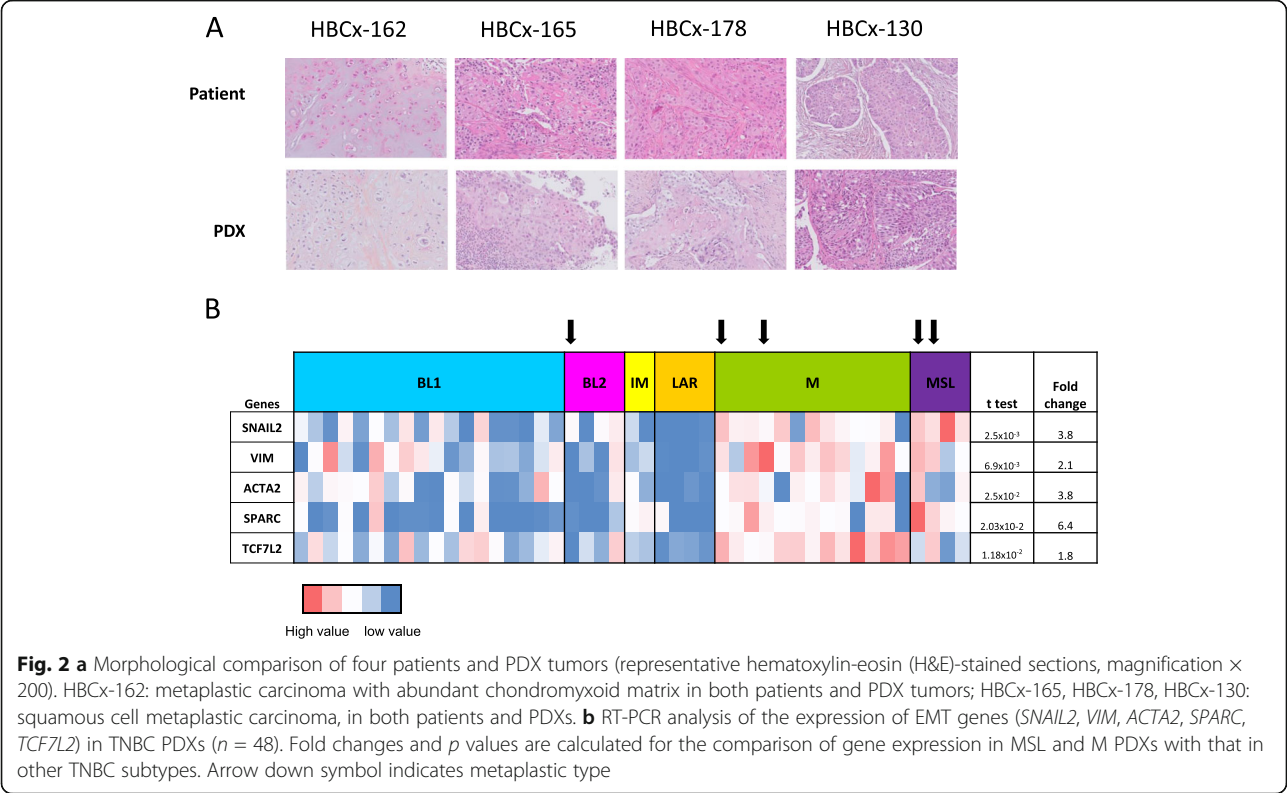 A
HBCx-162 HBCx-165 HBCx-178 HBCx-130
Patient
PDX
B
Genes BL1 BL2 IM LAR M MSL t test Fold change
SNAIL2 2.5x10-3 3.8
VIM 6.9x10-3 2.1
ACTA2 2.5x10-2 3.8
SPARC 2.03x10-2 6.4
TCF7L2 1.18x10-2 1.8
High value low value
Fig. 2 a Morphological comparison of four patients and PDX tumors (representative hematoxylin-eosin (H&E)-stained sections, magnification ×
200). HBCx-162: metaplastic carcinoma with abundant chondromyxoid matrix in both patients and PDX tumors; HBCx-165, HBCx-178, HBCx-130:
squamous cell metaplastic carcinoma, in both patients and PDXs. b RT-PCR analysis of the expression of EMT genes (SNAIL2, VIM, ACTA2, SPARC,
TCF7L2) in TNBC PDXs (n = 48). Fold changes and p values are calculated for the comparison of gene expression in MSL and M PDXs with that in
other TNBC subtypes. Arrow down symbol indicates metaplastic type